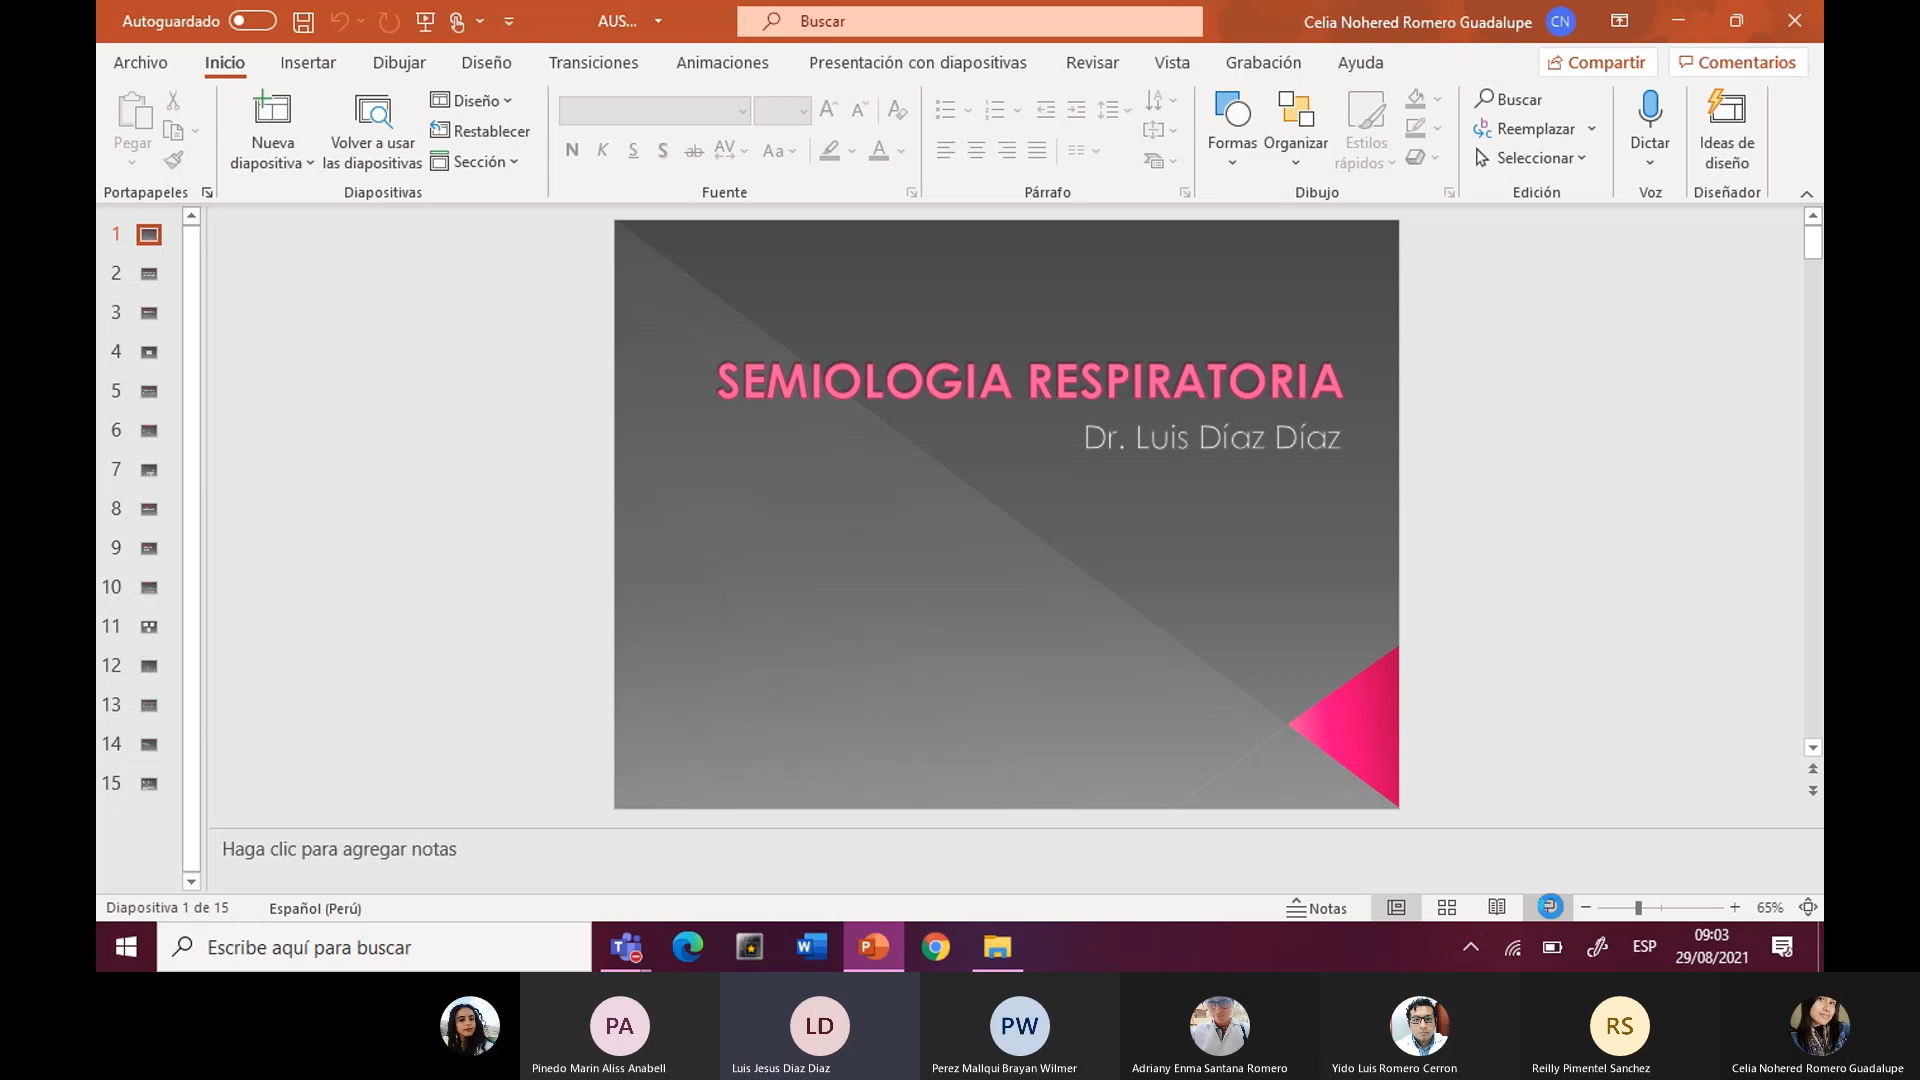 Autoguardado
AUS...
Buscar
Celia Nohered Romero Guadalupe
CN
Archivo
Inicio
Insertar
Dibujar
Diseño
Transiciones
Animaciones
Presentación con diapositivas
Revisar
Vista
Grabación
Ayuda
Compartir
Comentarios
Pegar
Nueva
diapositiva
Volver a usar
las diapositivas
Diseño
Restablecer
Sección
N K S S ab AV Aa A
Formas
Organizar
Estilos
rápidos
Buscar
Reemplazar
Seleccionar
Dictar
Ideas de
diseño
Portapapeles
Diapositivas
Fuente
Párrafo
Dibujo
Edición
Voz
Diseñador
1
2
3
4
5
6
7
8
9
10
11
12
13
14
15
SEMIOLOGIA RESPIRATORIA
Dr. Luis Díaz Díaz
Haga clic para agregar notas
Diapositiva 1 de 15
Español (Perú)
Notas
65%
Escribe aquí para buscar
ESP
09:03
29/08/2021
PA
LD
PW
RS
Pinedo Marin Aliss Anabell
Luis Jesus Diaz Diaz
Perez Mallqui Brayan Wilmer
Adriany Enma Santana Romero
Yido Luis Romero Cerron
Reilly Pimentel Sanchez
Celia Nohered Romero Guadalupe